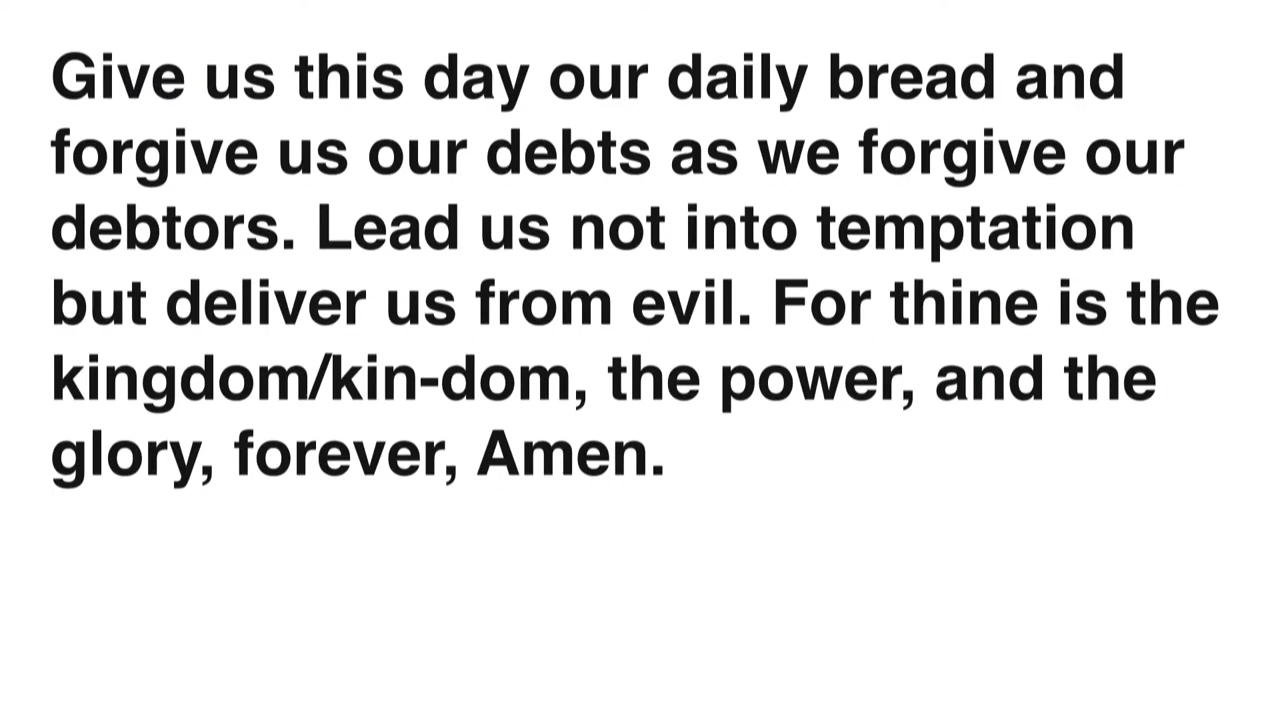 Give us this day our daily bread and
forgive us our debts as we forgive our
debtors. Lead us not into temptation
but deliver us from evil. For thine is the
kingdom/kin-dom, the power, and the
glory, forever, Amen.